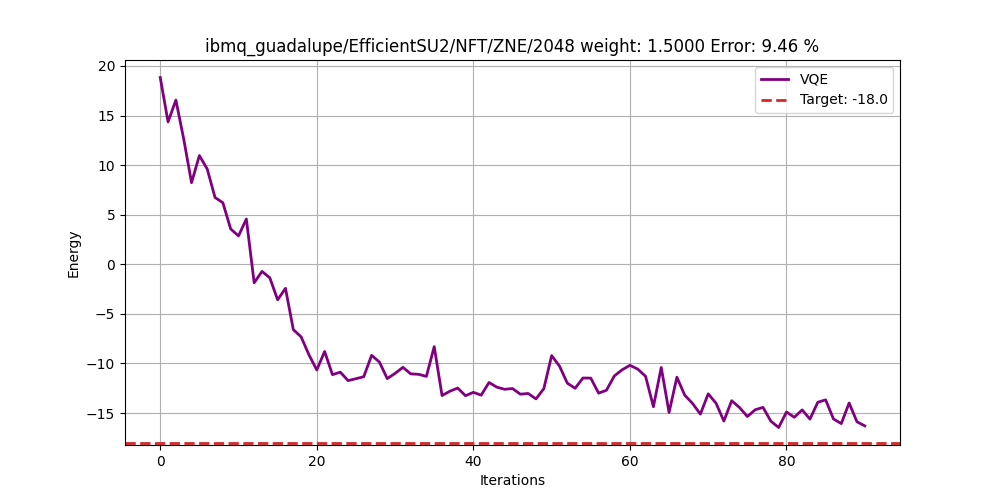 ibmq_guadalupe/EfficientSU2/NFT/ZNE/2048 weight: 1.5000 Error: 9.46 %
VQE
Target: -18.0
Energy
20
15
10
5
0
−5
−10
−15
0 20 40 60 80
Iterations